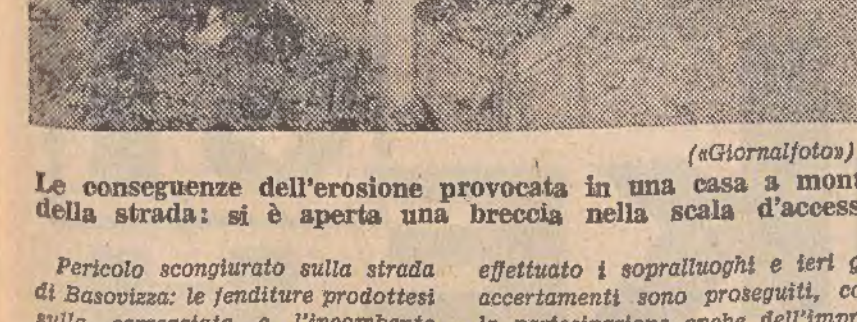 («Giornalfoto»)
Le conseguenze dell'erosione provocata in una casa a mont
della strada: si è aperta una breccia nella scala d'access
Pericolo scongiurato sulla strada
di Basovizza: le fenditure prodottesi
effettuato i sopralluoghi e ieri g
accertamenti sono proseguiti, co